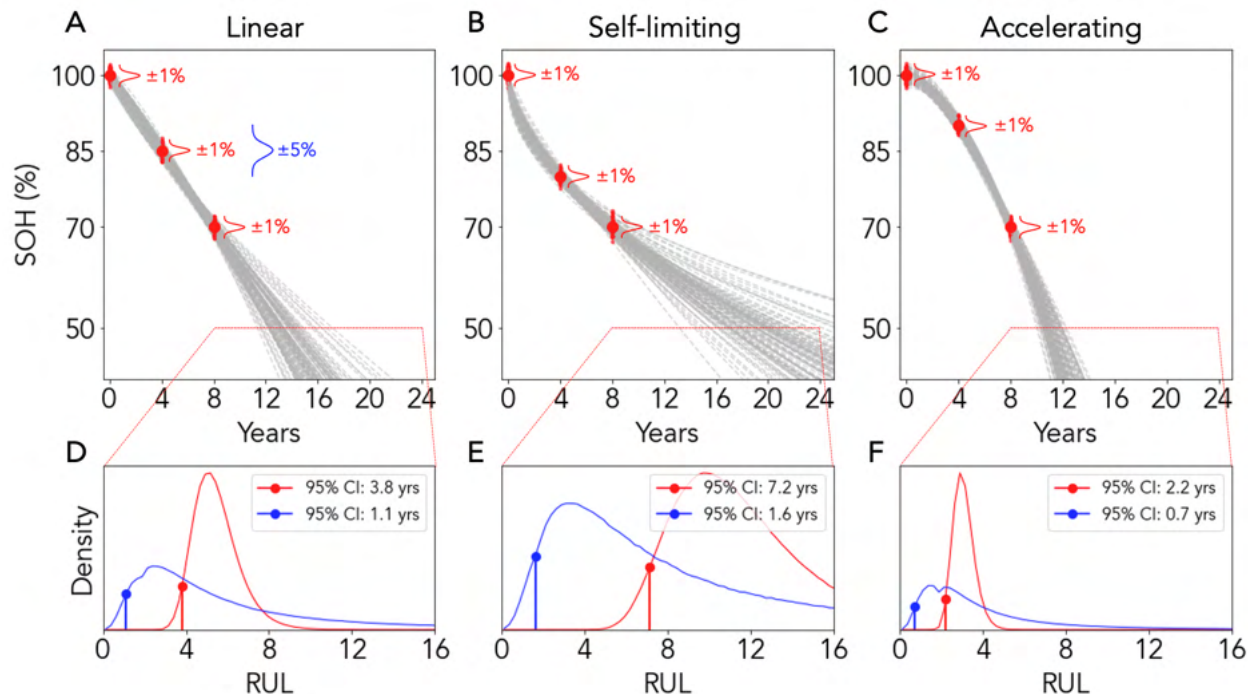 A Linear
B Self-limiting
C Accelerating
SOH (%)
100
85
70
50
±1%
±1%
±5%
±1%
0 4 8 12 16 20 24
Years
100
85
70
50
±1%
±1%
±1%
0 4 8 12 16 20 24
Years
100
85
70
50
±1%
±1%
±1%
0 4 8 12 16 20 24
Years
D
Density
95% CI: 3.8 yrs
95% CI: 1.1 yrs
0 4 8 12 16
RUL
E
95% CI: 7.2 yrs
95% CI: 1.6 yrs
0 4 8 12 16
RUL
F
95% CI: 2.2 yrs
95% CI: 0.7 yrs
0 4 8 12 16
RUL